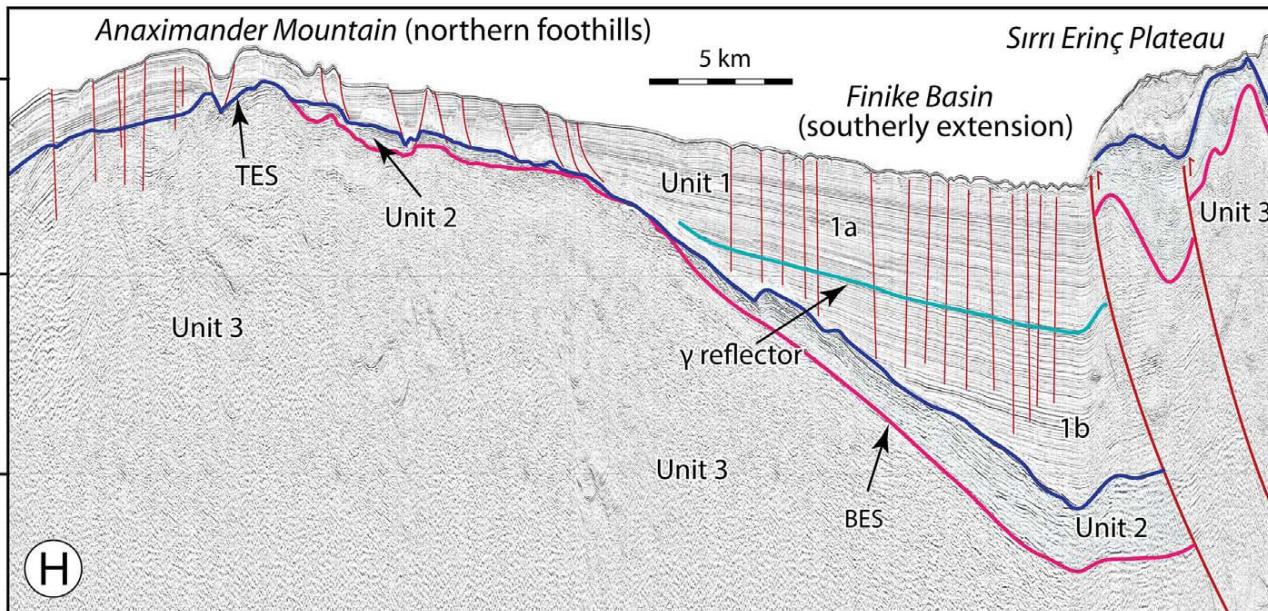 Anaximander Mountain (northern foothills)
Sırrı Erinç Plateau
5 km
Finike Basin
(southerly extension)
TES
Unit 2
Unit 1
1a
Unit 3
Unit 3
γ reflector
1b
Unit 3
BES
Unit 2
H